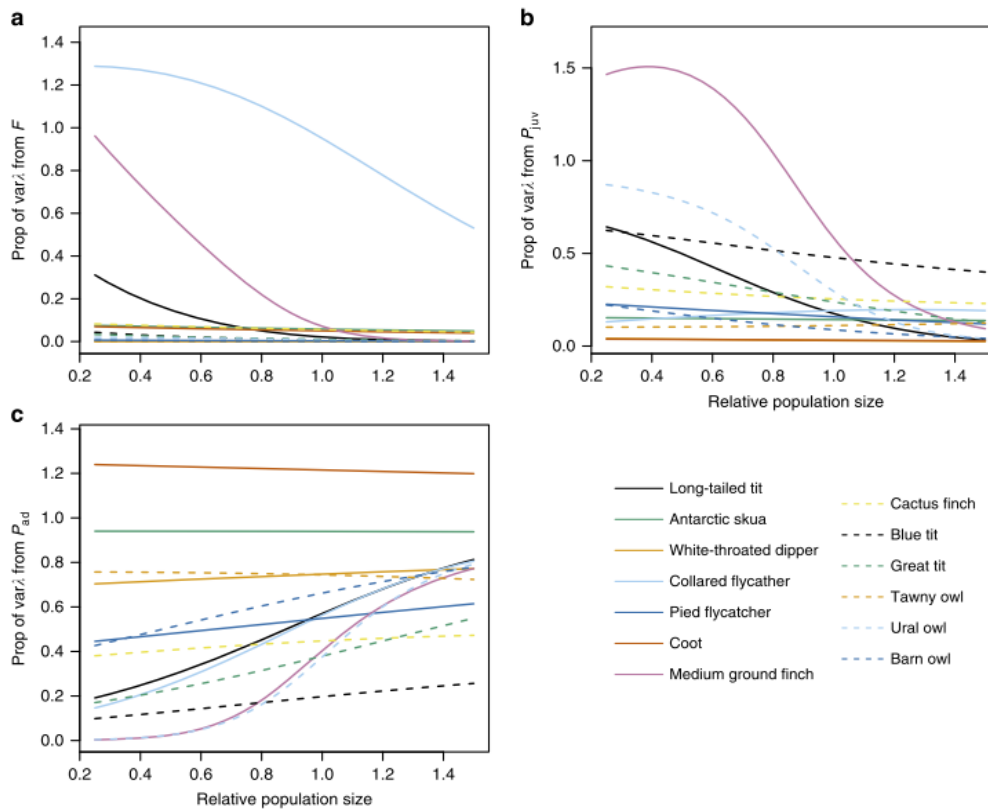 a
1.4
1.2
1.0
0.8
0.6
0.4
0.2
0.0
Prop of varλ from F
0.2 0.4 0.6 0.8 1.0 1.2 1.4
b
1.5
1.0
0.5
0.0
Prop of varλ from Pjuv
0.2 0.4 0.6 0.8 1.0 1.2 1.4
Relative population size
c
1.4
1.2
1.0
0.8
0.6
0.4
0.2
0.0
Prop of varλ from Pad
0.2 0.4 0.6 0.8 1.0 1.2 1.4
Relative population size
Long-tailed tit
Antarctic skua
White-throated dipper
Collared flycather
Pied flycatcher
Coot
Medium ground finch
Cactus finch
Blue tit
Great tit
Tawny owl
Ural owl
Barn owl